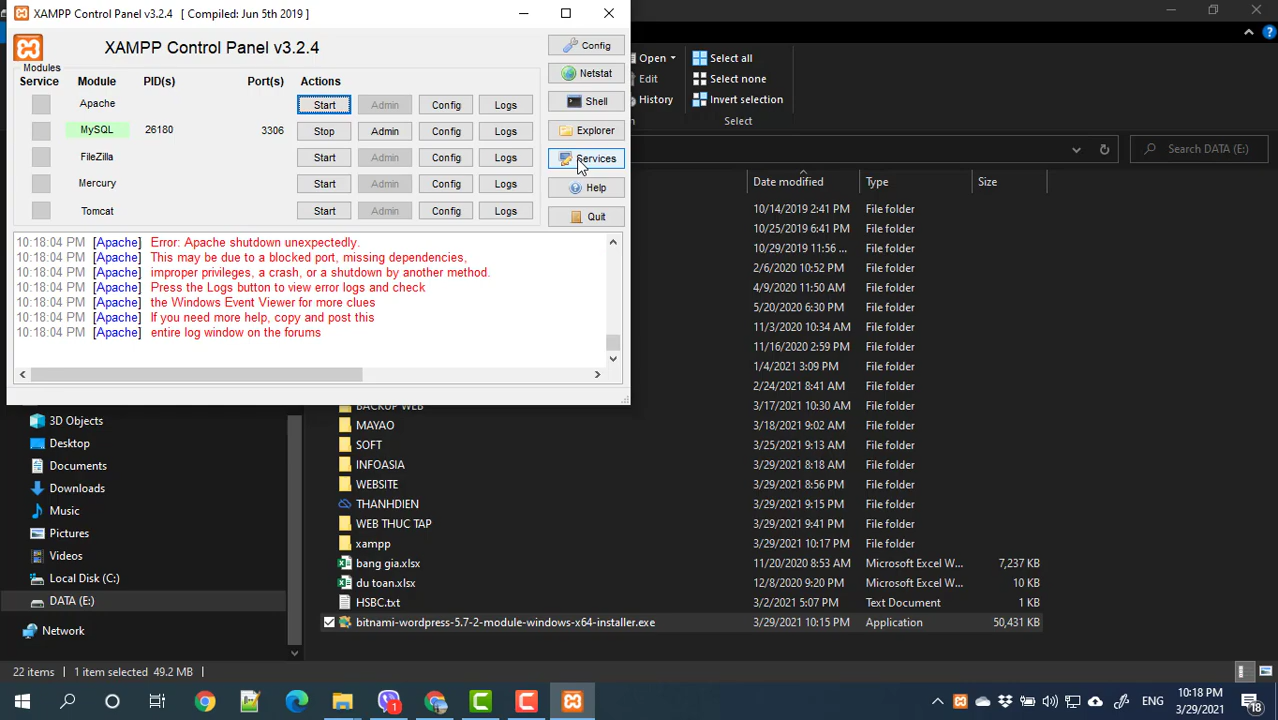 XAMPP Control Panel v3.2.4 [ Compiled: Jun 5th 2019 ]
XAMPP Control Panel v3.2.4
Config
Modules
Service Module PID(s) Port(s) Actions
Netstat
Apache Start Admin Config Logs
Shell
MySQL 26180 3306 Stop Admin Config Logs
Explorer
FileZilla Start Admin Config Logs
Services
Mercury Start Admin Config Logs
Help
Tomcat Start Admin Config Logs
Quit
10:18:04 PM [Apache] Error: Apache shutdown unexpectedly.
10:18:04 PM [Apache] This may be due to a blocked port, missing dependencies,
10:18:04 PM [Apache] improper privileges, a crash, or a shutdown by another method.
10:18:04 PM [Apache] Press the Logs button to view error logs and check
10:18:04 PM [Apache] the Windows Event Viewer for more clues
10:18:04 PM [Apache] If you need more help, copy and post this
10:18:04 PM [Apache] entire log window on the forums
Open Select all
Edit Select none
History Invert selection
Select
Search DATA (E:)
Date modified Type Size
10/14/2019 2:41 PM File folder
10/25/2019 6:41 PM File folder
10/29/2019 11:56 ... File folder
2/6/2020 10:52 PM File folder
4/9/2020 11:50 AM File folder
5/20/2020 6:30 PM File folder
11/3/2020 10:34 AM File folder
11/16/2020 2:59 PM File folder
1/4/2021 3:09 PM File folder
2/24/2021 8:41 AM File folder
BACKUP WEB 3/17/2021 10:30 AM File folder
MAYAO 3/18/2021 9:02 AM File folder
SOFT 3/25/2021 9:13 AM File folder
INFOASIA 3/29/2021 8:18 AM File folder
WEBSITE 3/29/2021 8:56 PM File folder
THANHDIEN 3/29/2021 9:15 PM File folder
WEB THUC TAP 3/29/2021 9:41 PM File folder
xampp 3/29/2021 10:17 PM File folder
bang gia.xlsx 11/20/2020 8:53 AM Microsoft Excel W... 7,237 KB
du toan.xlsx 12/8/2020 9:20 PM Microsoft Excel W... 10 KB
HSBC.txt 3/2/2021 5:07 PM Text Document 1 KB
bitnami-wordpress-5.7-2-module-windows-x64-installer.exe 3/29/2021 10:15 PM Application 50,431 KB
3D Objects
Desktop
Documents
Downloads
Music
Pictures
Videos
Local Disk (C:)
DATA (E:)
Network
22 items 1 item selected 49.2 MB
1
ENG
10:18 PM
3/29/2021
18